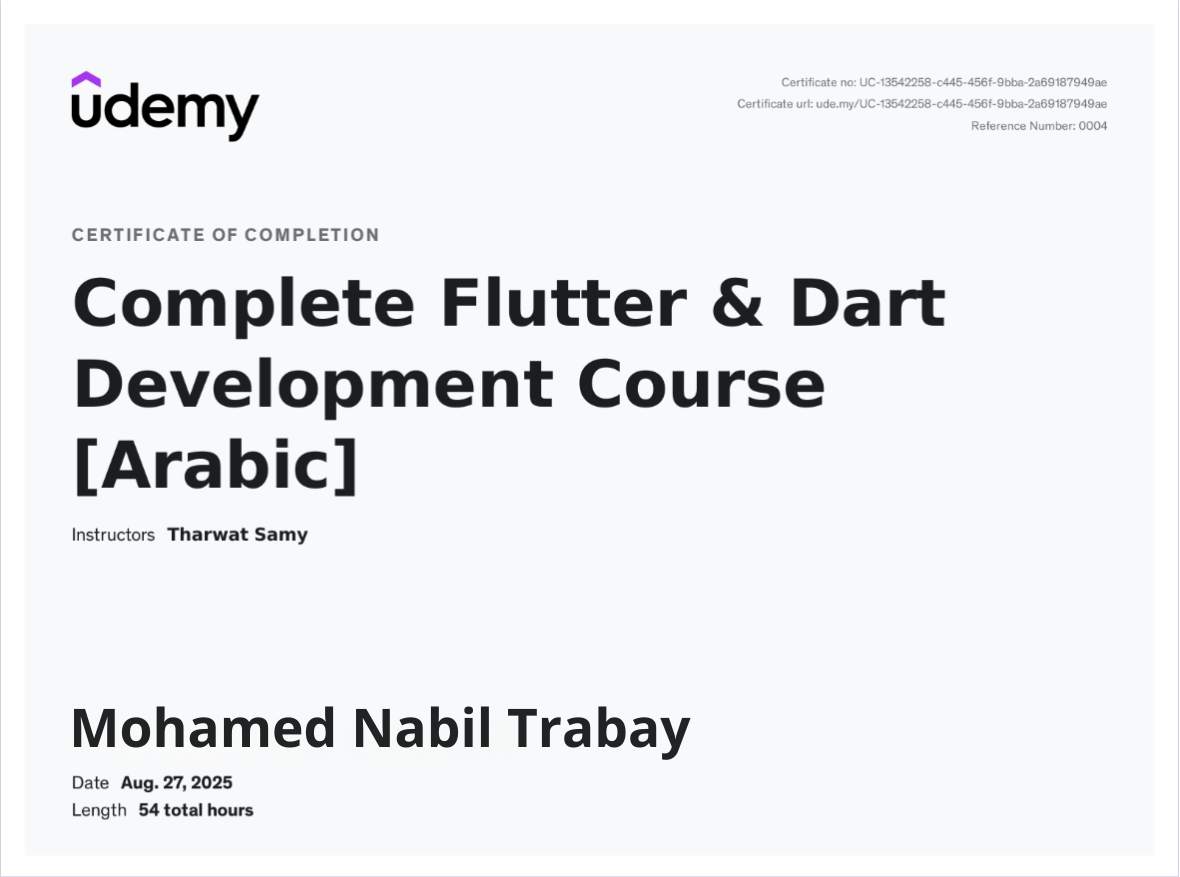 udemy
Certificate no: UC-13542258-c445-456f-9bba-2a69187949ae
Certificate url: ude.my/UC-13542258-c445-456f-9bba-2a69187949ae
Reference Number: 0004
CERTIFICATE OF COMPLETION
Complete Flutter & Dart
Development Course
[Arabic]
Instructors Tharwat Samy
Mohamed Nabil Trabay
Date Aug. 27, 2025
Length 54 total hours